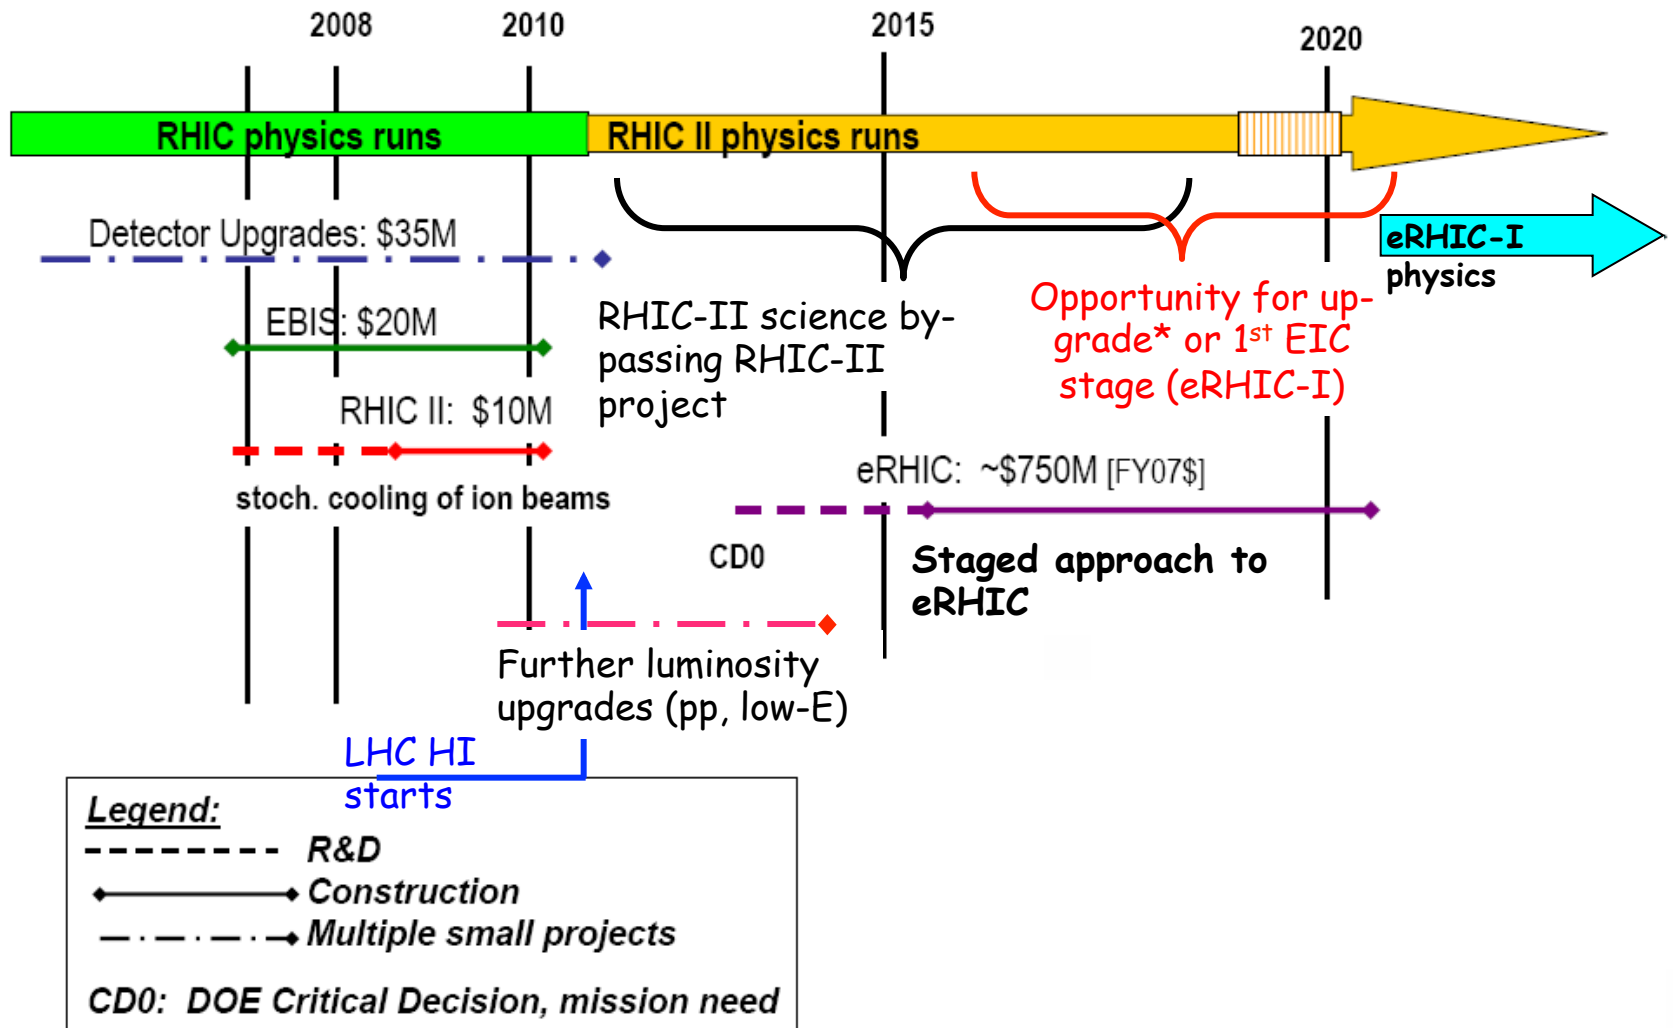 2008
2010
2015
2020
RHIC physics runs
RHIC II physics runs
Detector Upgrades: $35M
eRHIC-I
physics
EBIS: $20M
RHIC-II science by-
passing RHIC-II
project
Opportunity for up-
grade* or 1st EIC
stage (eRHIC-I)
RHIC II: $10M
stoch. cooling of ion beams
eRHIC: ~$750M [FY07$]
CD0
Staged approach to
eRHIC
Further luminosity
upgrades (pp, low-E)
LHC HI
starts
Legend:
R&D
Construction
Multiple small projects
CD0: DOE Critical Decision, mission need